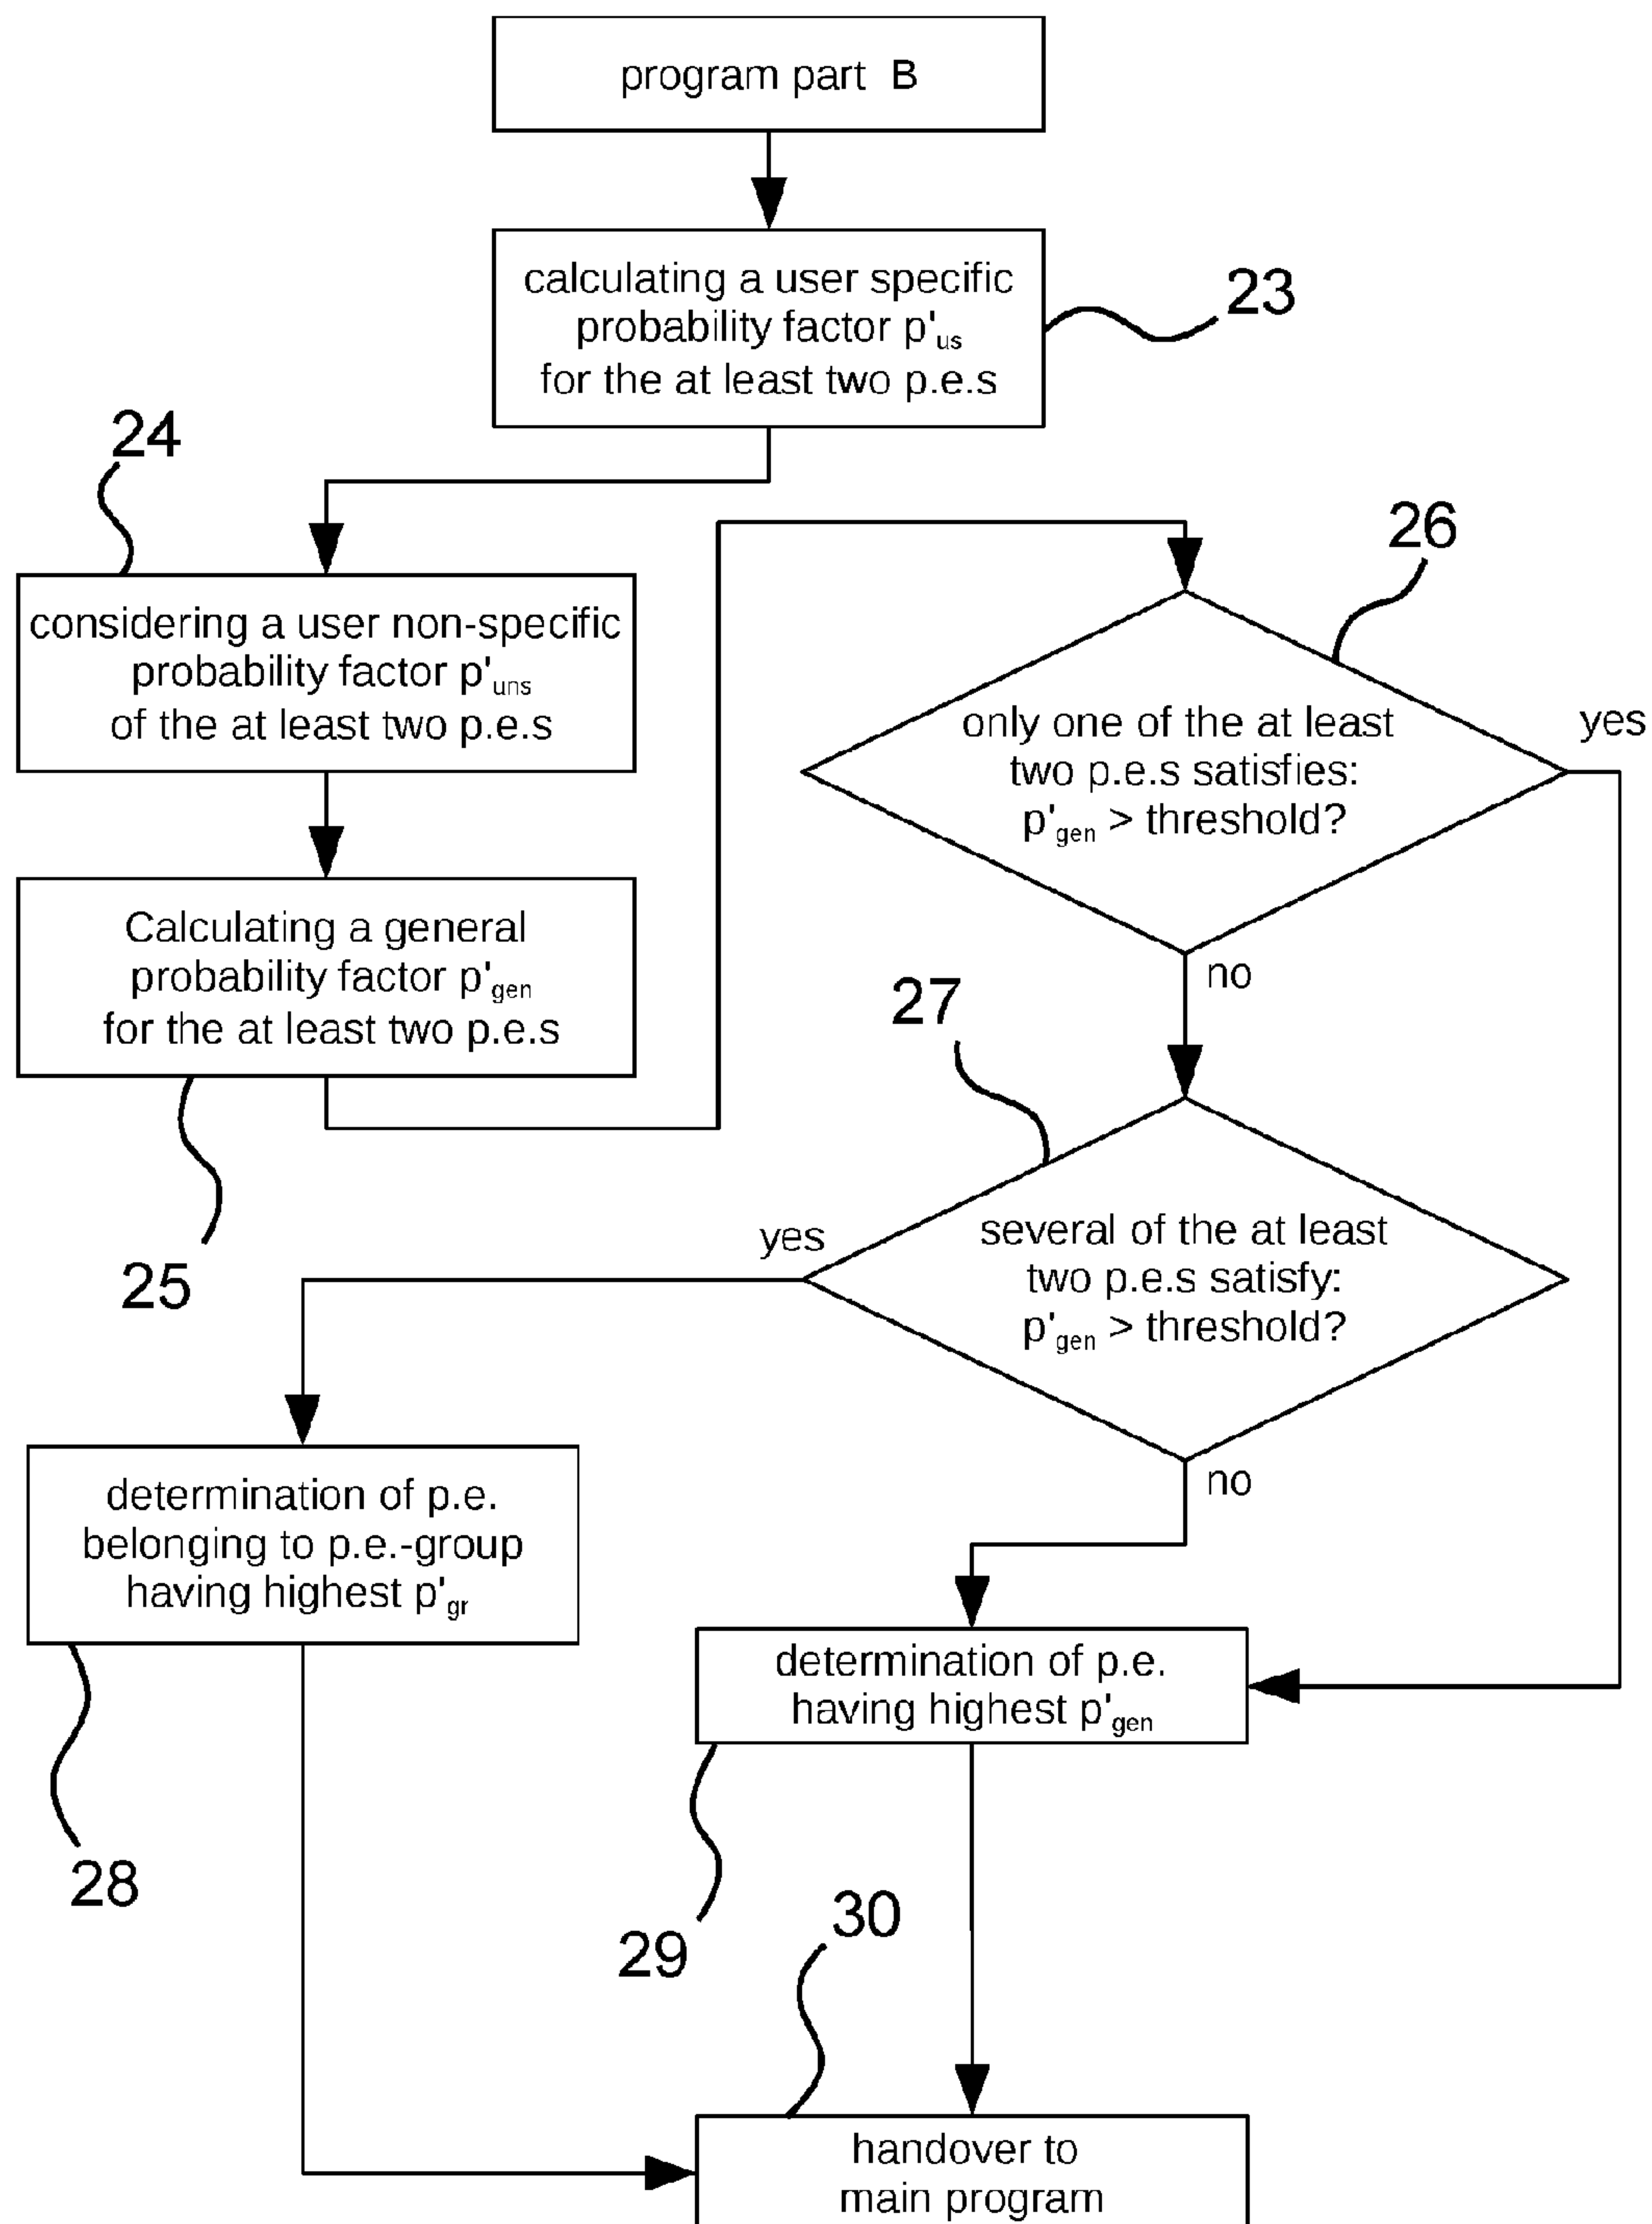 program part B
calculating a user specific
probability factor p'us
for the at least two p.e.s
23
24
considering a user non-specific
probability factor p'uns
of the at least two p.e.s
Calculating a general
probability factor p'gen
for the at least two p.e.s
25
26
only one of the at least
two p.e.s satisfies:
p'gen > threshold?
yes
no
27
several of the at least
two p.e.s satisfy:
p'gen > threshold?
yes
no
determination of p.e.
belonging to p.e.-group
having highest p'gr
28
determination of p.e.
having highest p'gen
29
30
handover to
main program